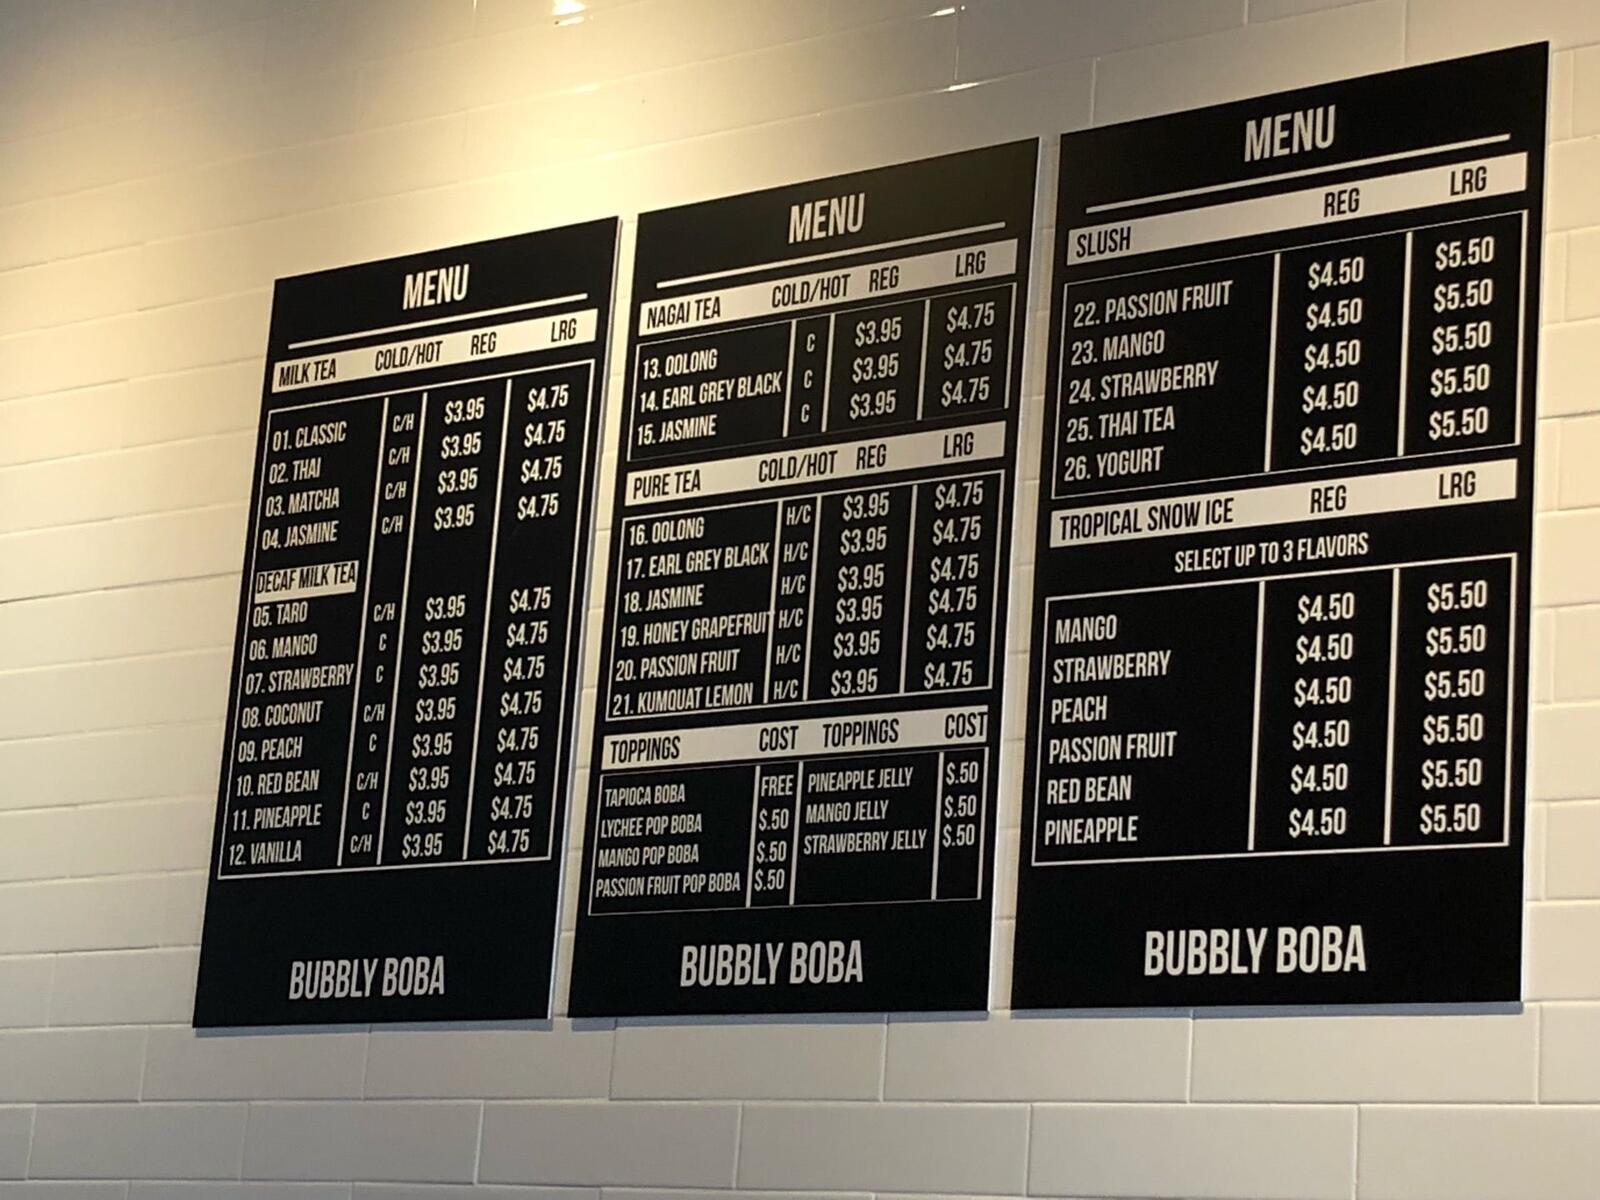 MENU
MILK TEA COLD/HOT REG LRG
01. CLASSIC C/H $3.95 $4.75
02. THAI C/H $3.95 $4.75
03. MATCHA C/H $3.95 $4.75
04. JASMINE C/H $3.95 $4.75
DECAF MILK TEA
05. TARO C/H $3.95 $4.75
06. MANGO C $3.95 $4.75
07. STRAWBERRY C $3.95 $4.75
08. COCONUT C/H $3.95 $4.75
09. PEACH C $3.95 $4.75
10. RED BEAN C/H $3.95 $4.75
11. PINEAPPLE C $3.95 $4.75
12. VANILLA C/H $3.95 $4.75
BUBBLY BOBA
MENU
NAGAI TEA COLD/HOT REG LRG
13. OOLONG C $3.95 $4.75
14. EARL GREY BLACK C $3.95 $4.75
15. JASMINE C $3.95 $4.75
PURE TEA COLD/HOT REG LRG
16. OOLONG H/C $3.95 $4.75
17. EARL GREY BLACK H/C $3.95 $4.75
18. JASMINE H/C $3.95 $4.75
19. HONEY GRAPEFRUIT H/C $3.95 $4.75
20. PASSION FRUIT H/C $3.95 $4.75
21. KUMQUAT LEMON H/C $3.95 $4.75
TOPPINGS COST TOPPINGS COST
TAPIOCA BOBA FREE PINEAPPLE JELLY $.50
LYCHEE POP BOBA $.50 MANGO JELLY $.50
MANGO POP BOBA $.50 STRAWBERRY JELLY $.50
PASSION FRUIT POP BOBA $.50
BUBBLY BOBA
MENU
SLUSH REG LRG
22. PASSION FRUIT $4.50 $5.50
23. MANGO $4.50 $5.50
24. STRAWBERRY $4.50 $5.50
25. THAI TEA $4.50 $5.50
26. YOGURT $4.50 $5.50
TROPICAL SNOW ICE REG LRG
SELECT UP TO 3 FLAVORS
MANGO $4.50 $5.50
STRAWBERRY $4.50 $5.50
PEACH $4.50 $5.50
PASSION FRUIT $4.50 $5.50
RED BEAN $4.50 $5.50
PINEAPPLE $4.50 $5.50
BUBBLY BOBA